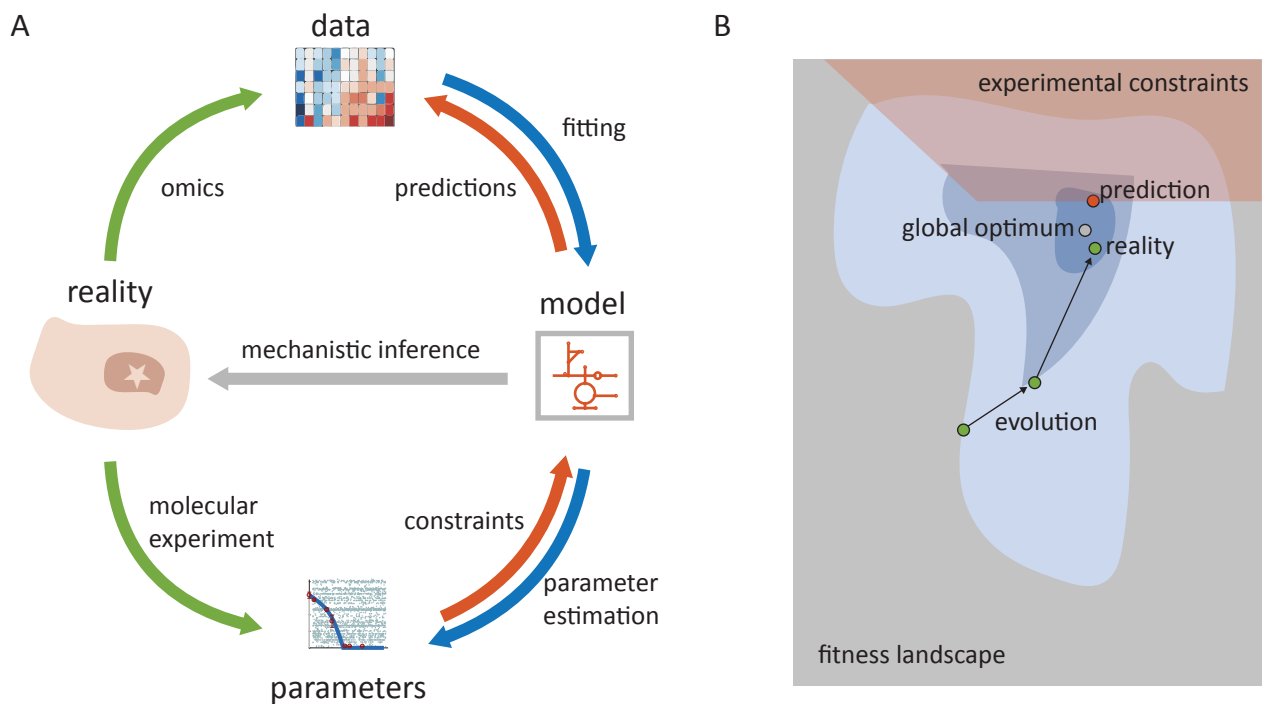 A
data
fitting
predictions
omics
reality
model
mechanistic inference
molecular
experiment
constraints
parameter
estimation
parameters
B
experimental constraints
prediction
global optimum
reality
evolution
fitness landscape